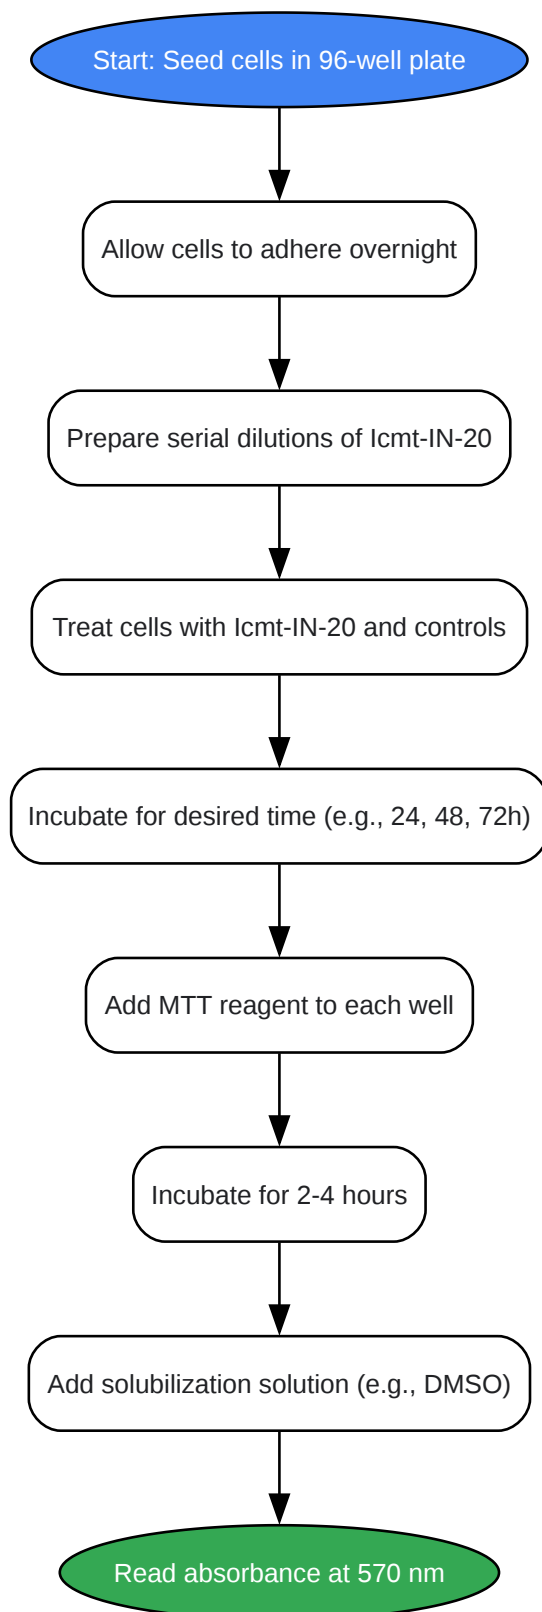 Start: Seed cells in 96-well plate
Allow cells to adhere overnight
Prepare serial dilutions of Icmt-IN-20
Treat cells with Icmt-IN-20 and controls
Incubate for desired time (e.g., 24, 48, 72h)
Add MTT reagent to each well
Incubate for 2-4 hours
Add solubilization solution (e.g., DMSO)
Read absorbance at 570 nm